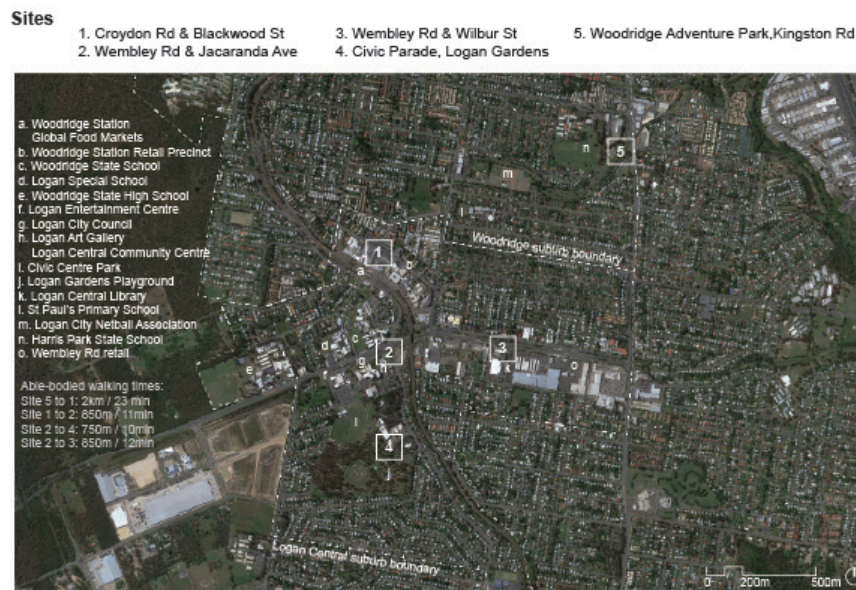 Sites
1. Croydon Rd & Blackwood St
3. Wembley Rd & Wilbur St
5. Woodridge Adventure Park,Kingston Rd
2. Wembley Rd & Jacaranda Ave
4. Civic Parade, Logan Gardens
a. Woodridge Station
Global Food Markets
b. Woodridge Station Retail Precinct
c. Woodridge State School
d. Logan Special School
e. Woodridge State High School
f. Logan Entertainment Centre
g. Logan City Council
h. Logan Art Gallery
Logan Central Community Centre
I. Civic Centre Park
j. Logan Gardens Playground
k. Logan Central Library
l. St Paul's Primary School
m. Logan City Netball Association
n. Harris Park State School
o. Wembley Rd retail
Able-bodied walking times:
Site 5 to 1: 2km / 23 min
Site 1 to 2: 850m / 11min
Site 2 to 4: 750m / 10min
Site 2 to 3: 850m / 12min
n
5
m
l
Woodridge suburb boundary
1
a
b
c
d
2
3
e
g
h
k
o
l
4
Logan Central suburb boundary
0 200m 500m